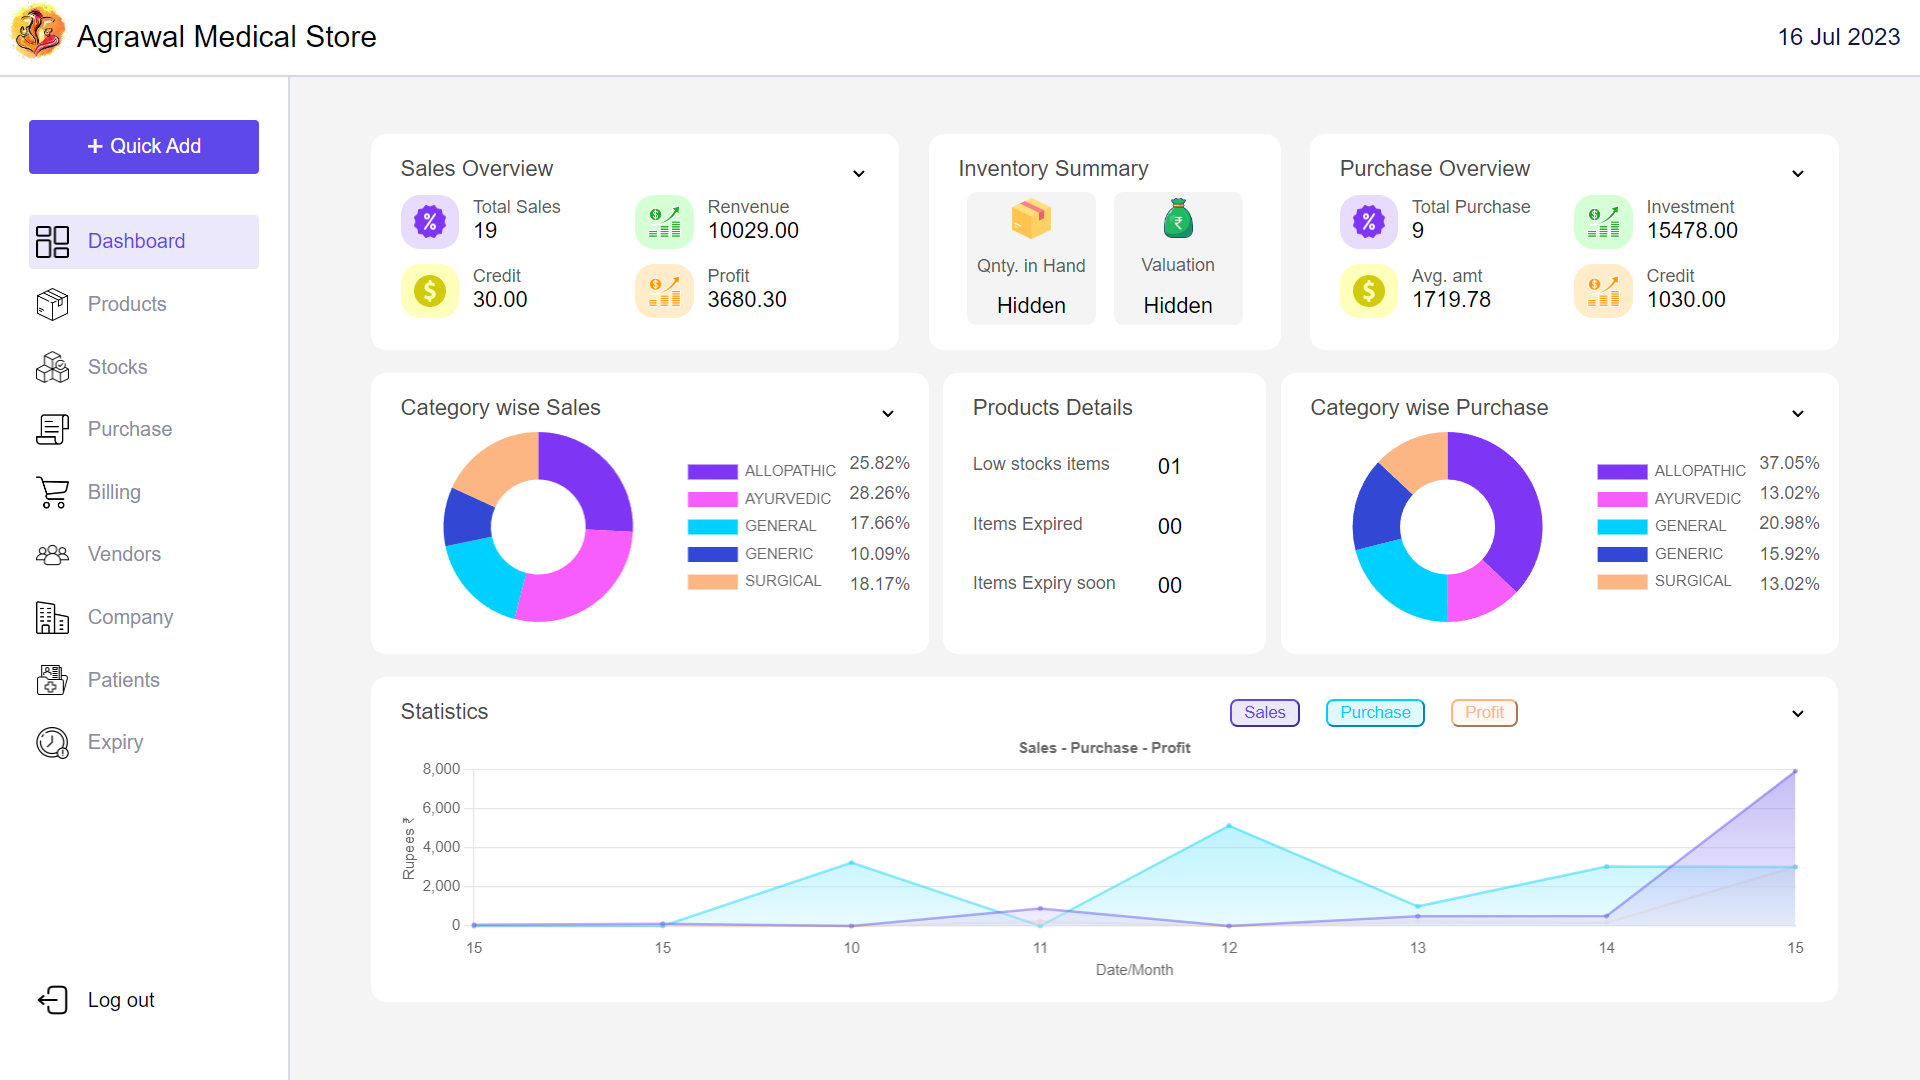 Agrawal Medical Store
16 Jul 2023
+ Quick Add
Dashboard
Products
Stocks
Purchase
Billing
Vendors
Company
Patients
Expiry
Log out
Sales Overview
Total Sales
19
Renvenue
10029.00
Credit
30.00
Profit
3680.30
Inventory Summary
Qnty. in Hand
Hidden
Valuation
Hidden
Purchase Overview
Total Purchase
9
Investment
15478.00
Avg. amt
1719.78
Credit
1030.00
Category wise Sales
ALLOPATHIC 25.82%
AYURVEDIC 28.26%
GENERAL 17.66%
GENERIC 10.09%
SURGICAL 18.17%
Products Details
Low stocks items 01
Items Expired 00
Items Expiry soon 00
Category wise Purchase
ALLOPATHIC 37.05%
AYURVEDIC 13.02%
GENERAL 20.98%
GENERIC 15.92%
SURGICAL 13.02%
Statistics
Sales Purchase Profit
Sales - Purchase - Profit
Rupees ₹
8,000
6,000
4,000
2,000
0
15 15 10 11 12 13 14 15
Date/Month